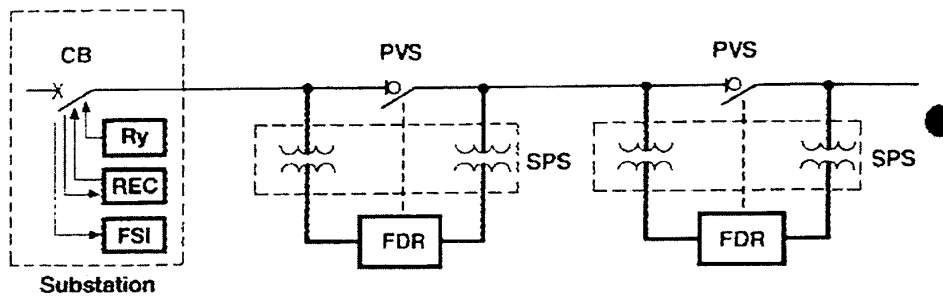 CB
PVS
PVS
Ry
REC
FSI
SPS
SPS
FDR
FDR
Substation